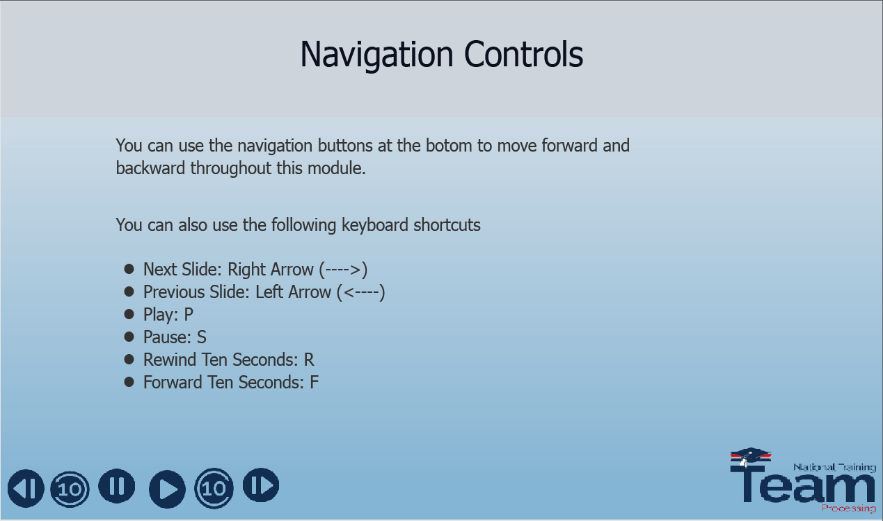 Navigation Controls
You can use the navigation buttons at the botom to move forward and
backward throughout this module.
You can also use the following keyboard shortcuts
● Next Slide: Right Arrow (---->)
● Previous Slide: Left Arrow (<----)
● Play: P
● Pause: S
● Rewind Ten Seconds: R
● Forward Ten Seconds: F
10
10
National Training
Team
Processing